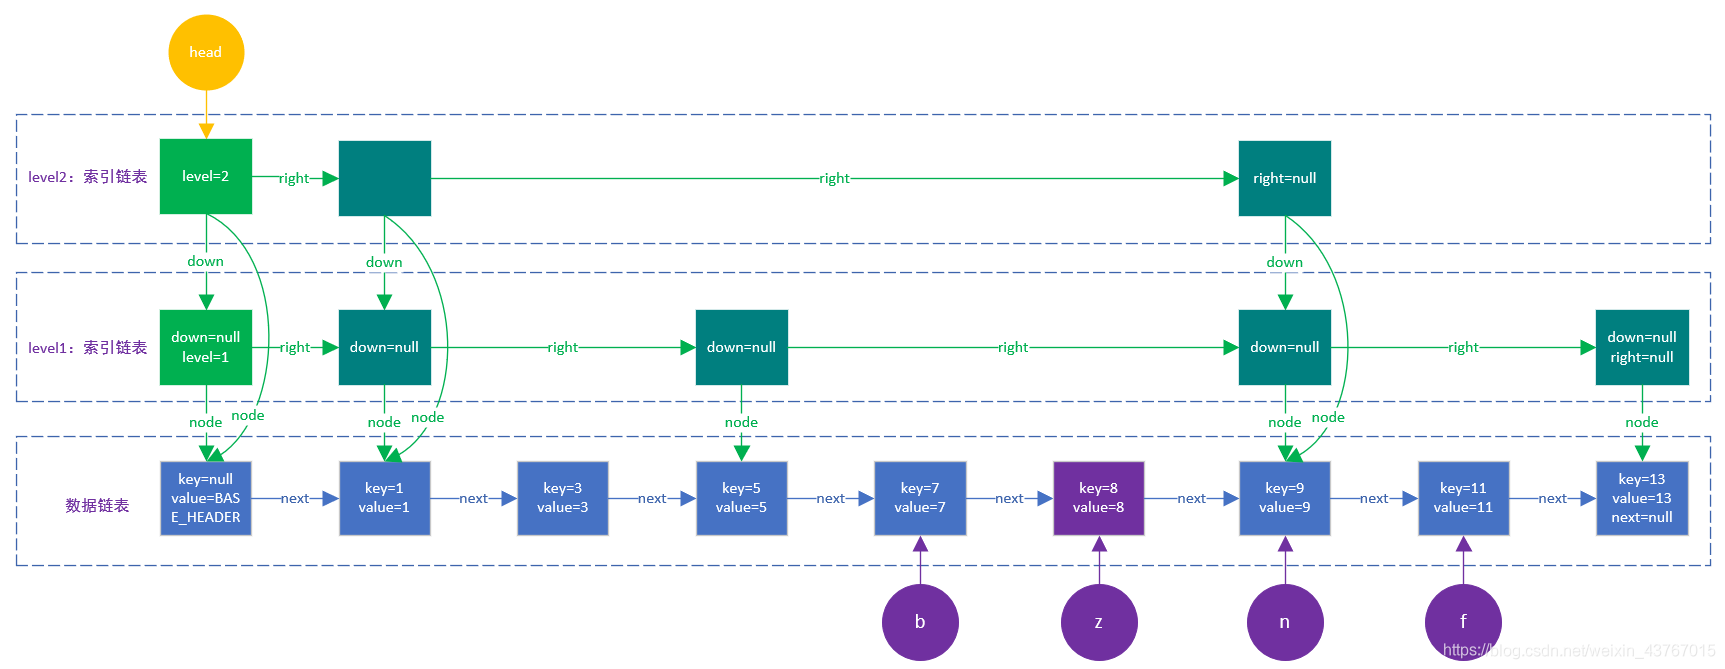 head
level2：索引链表
level=2
right
right
right=null
down
down
down
level1：索引链表
down=null
level=1
right
down=null
right
down=null
right
down=null
right
down=null
right=null
node
node
node
node
node
node
node
node
数据链表
key=null
value=BAS
E_HEADER
next
key=1
value=1
next
key=3
value=3
next
key=5
value=5
next
key=7
value=7
next
key=8
value=8
next
key=9
value=9
next
key=11
value=11
next
key=13
value=13
next=null
b
z
n
f
https://blog.csdn.net/weixin_43767015